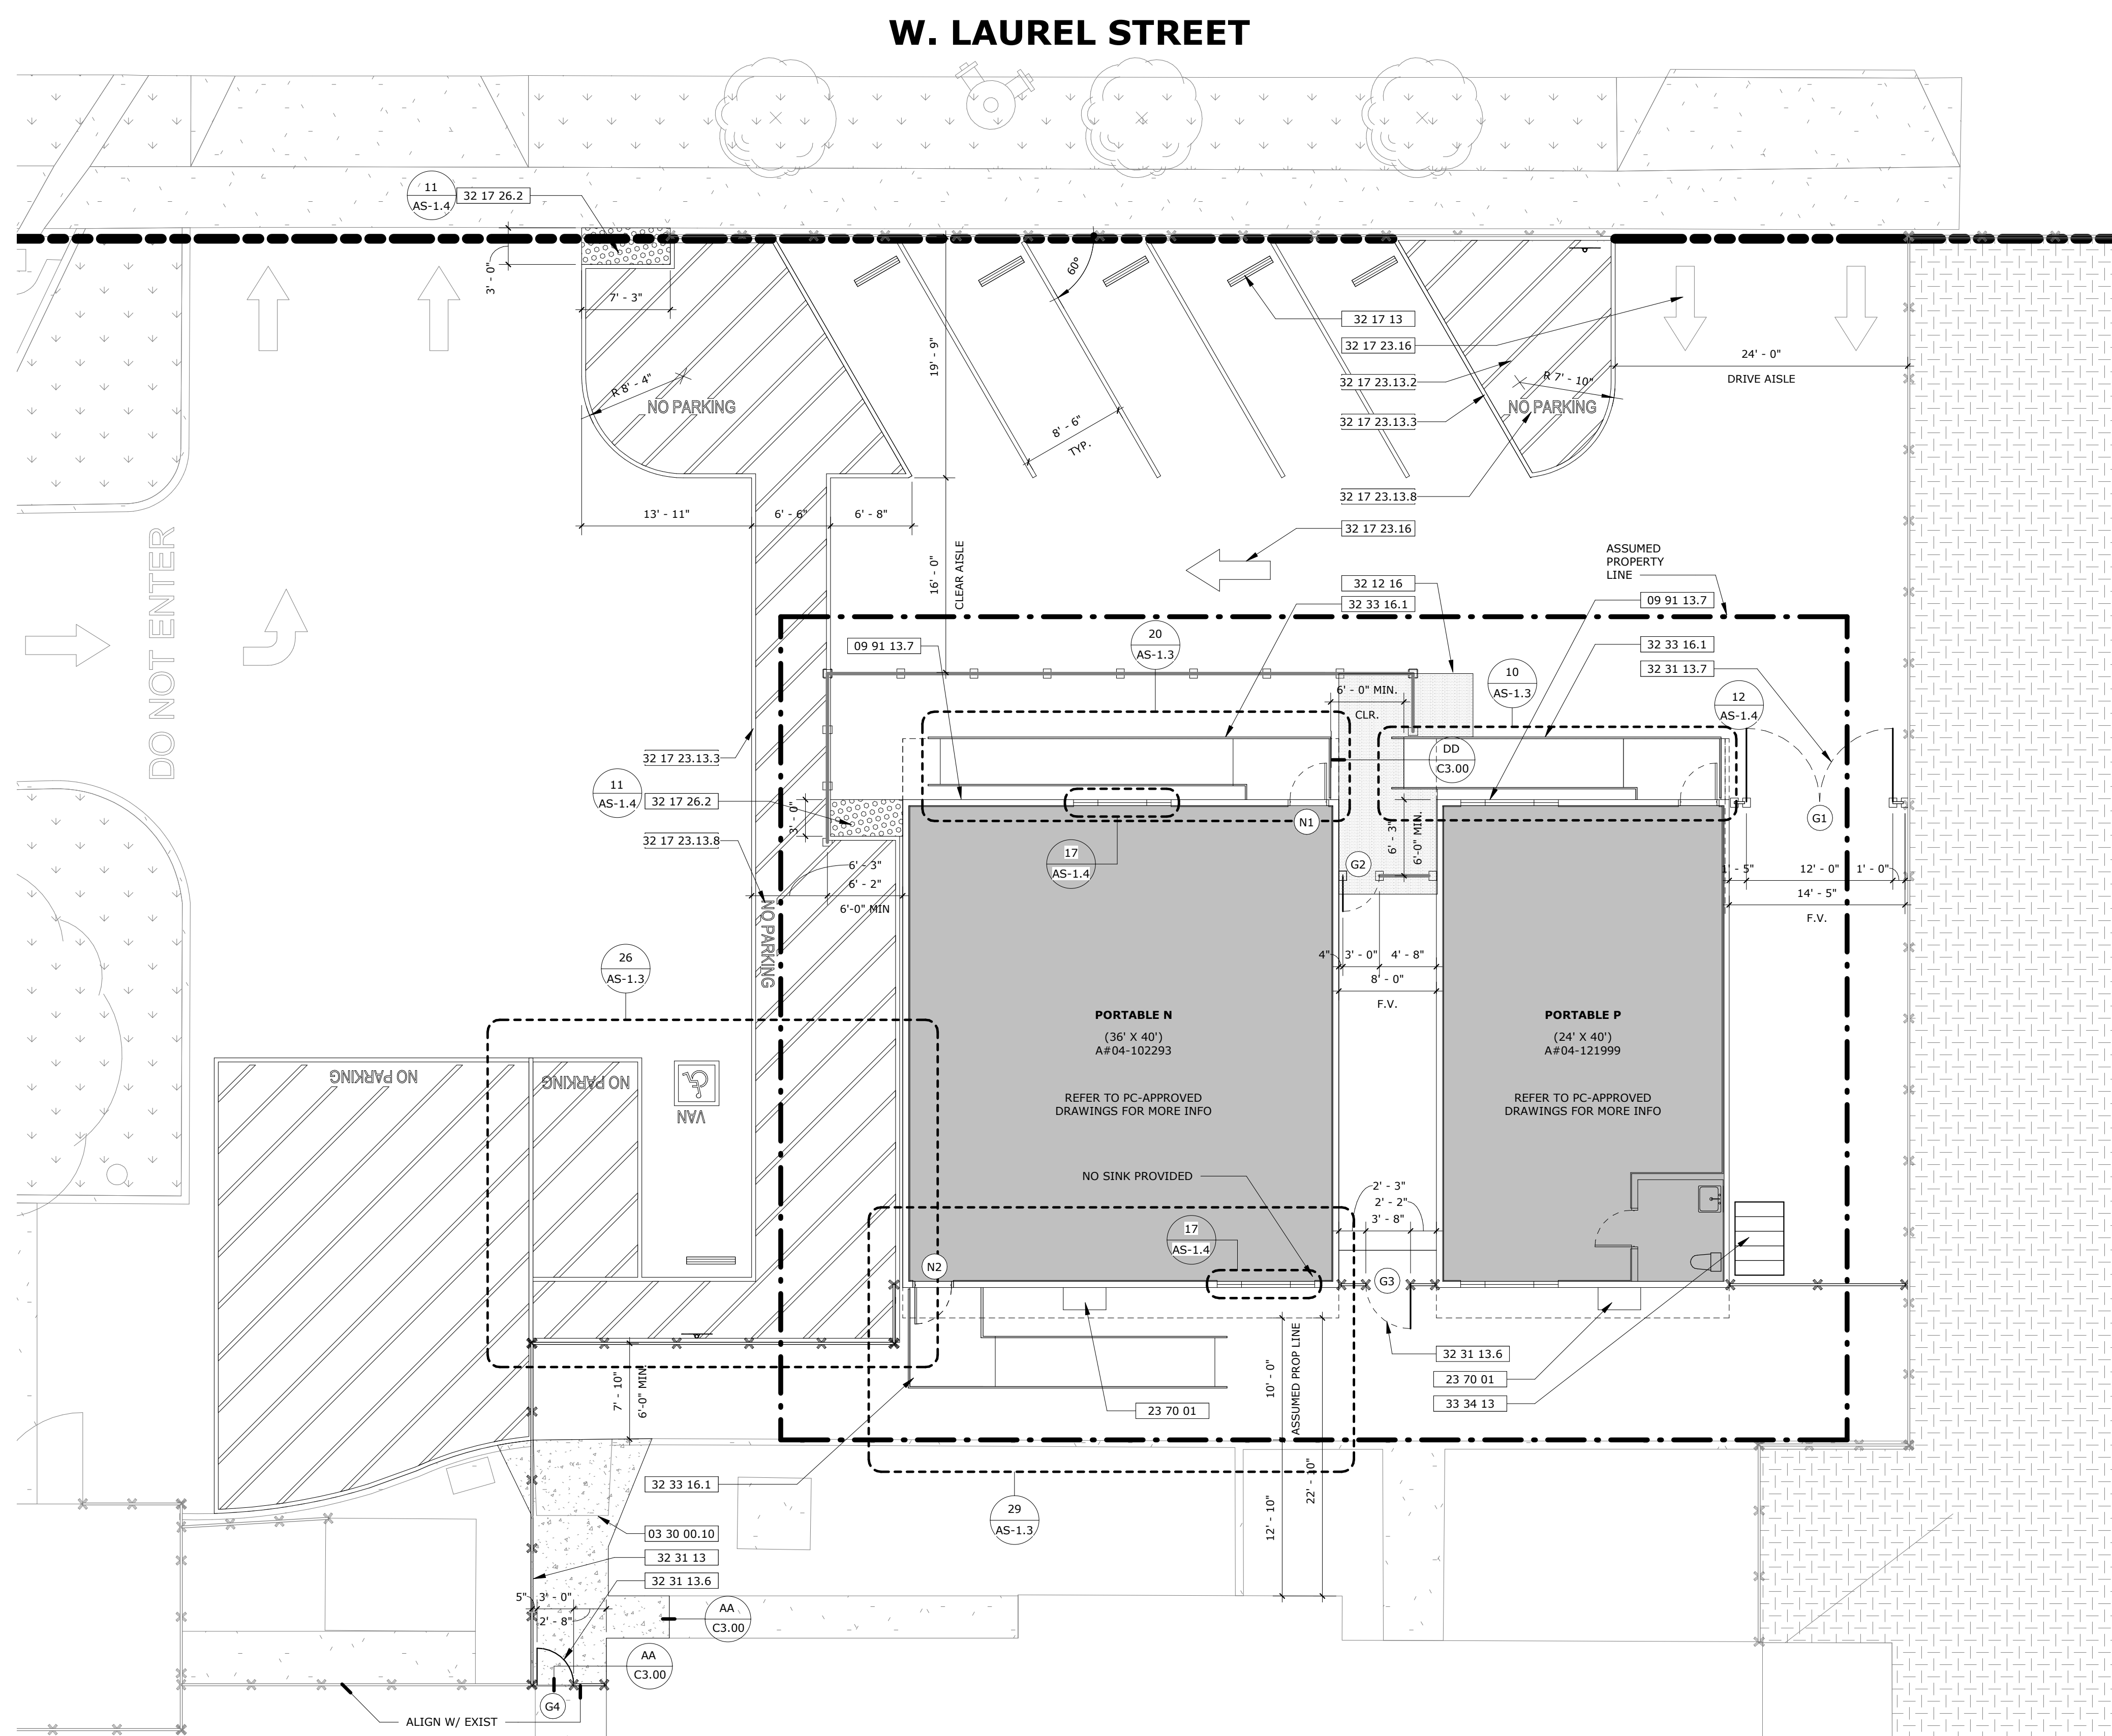 W. LAUREL STREET
11
AS-1.4
32 17 26.2
3' - 0"
7' - 3"
R 8' - 4"
NO PARKING
19' - 9"
60°
8' - 6"
TYP.
32 17 13
32 17 23.16
32 17 23.13.2
32 17 23.13.3
32 17 23.13.8
32 17 23.16
R 7' - 10"
NO PARKING
24' - 0"
DRIVE AISLE
13' - 11"
6' - 6"
6' - 8"
16' - 0"
CLEAR AISLE
DO NOT ENTER
ASSUMED
PROPERTY
LINE
32 12 16
32 33 16.1
09 91 13.7
32 33 16.1
32 31 13.7
09 91 13.7
20
AS-1.3
10
AS-1.3
12
AS-1.4
6' - 0" MIN.
CLR.
DD
C3.00
32 17 23.13.3
11
AS-1.4
32 17 26.2
3' - 0"
32 17 23.13.8
N1
G1
G2
17
AS-1.4
6' - 3"
6'-0" MIN.
6' - 3"
6' - 2"
6'-0" MIN
1' - 5"
12' - 0"
1' - 0"
14' - 5"
F.V.
NO PARKING
26
AS-1.3
4"
3' - 0"
4' - 8"
8' - 0"
F.V.
PORTABLE N
(36' X 40')
A#04-102293
REFER TO PC-APPROVED
DRAWINGS FOR MORE INFO
PORTABLE P
(24' X 40')
A#04-121999
REFER TO PC-APPROVED
DRAWINGS FOR MORE INFO
NO PARKING
NO PARKING
VAN
NO SINK PROVIDED
17
AS-1.4
2' - 3"
2' - 2"
3' - 8"
N2
G3
7' - 10"
6'-0" MIN.
10' - 0"
ASSUMED PROP LINE
32 31 13.6
23 70 01
33 34 13
23 70 01
32 33 16.1
29
AS-1.3
12' - 10"
22' - 10"
03 30 00.10
32 31 13
32 31 13.6
5"
3' - 0"
2' - 8"
AA
C3.00
AA
C3.00
G4
ALIGN W/ EXIST